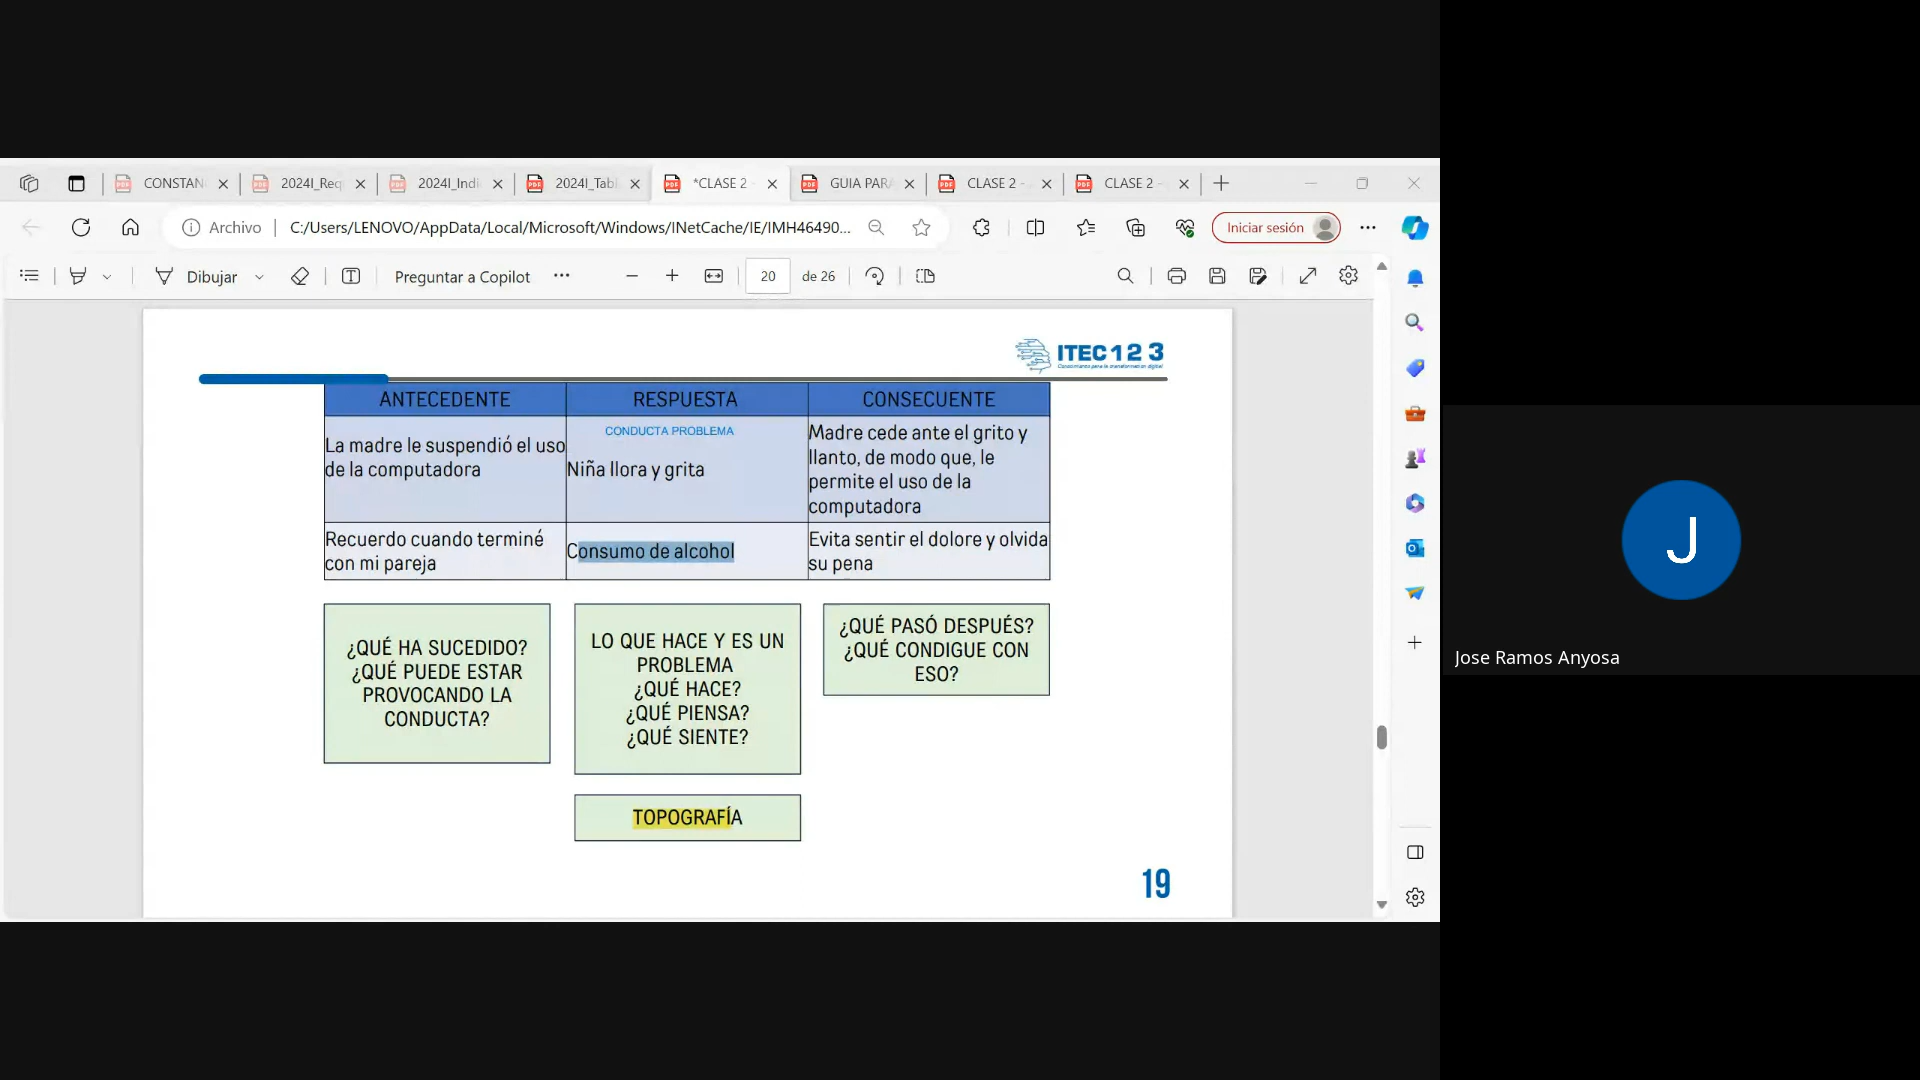 CONSTAN
2024I_Req
2024I_Indi
2024I_Tabl
*CLASE 2
GUIA PARA
CLASE 2 -
CLASE 2 -
Archivo
C:/Users/LENOVO/AppData/Local/Microsoft/Windows/INetCache/IE/IMH46490...
Iniciar sesión
Dibujar
Preguntar a Copilot
20
de 26
ITEC 1 2 3
Conocimiento para la transformación digital
ANTECEDENTE
RESPUESTA
CONSECUENTE
La madre le suspendió el uso
de la computadora
CONDUCTA PROBLEMA
Niña llora y grita
Madre cede ante el grito y
llanto, de modo que, le
permite el uso de la
computadora
Recuerdo cuando terminé
con mi pareja
Consumo de alcohol
Evita sentir el dolore y olvida
su pena
¿QUÉ HA SUCEDIDO?
¿QUÉ PUEDE ESTAR
PROVOCANDO LA
CONDUCTA?
LO QUE HACE Y ES UN
PROBLEMA
¿QUÉ HACE?
¿QUÉ PIENSA?
¿QUÉ SIENTE?
¿QUÉ PASÓ DESPUÉS?
¿QUÉ CONDIGUE CON
ESO?
TOPOGRAFÍA
19
J
Jose Ramos Anyosa